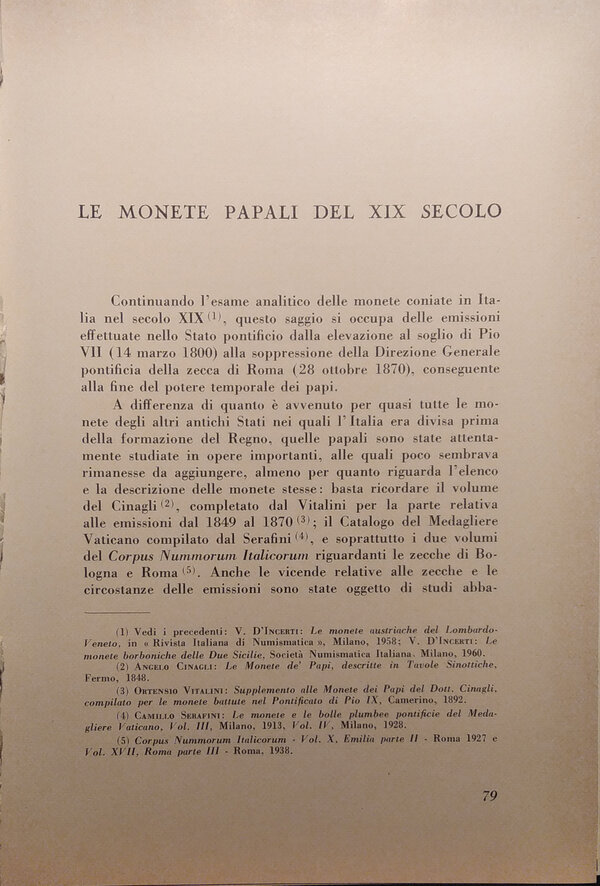 LE MONETE PAPALI DEL XIX SECOLO
Continuando l'esame analitico delle monete coniate in Ita-
lia nel secolo XIX (1), questo saggio si occupa delle emissioni
effettuate nello Stato pontificio dalla elevazione al soglio di Pio
VII (14 marzo 1800) alla soppressione della Direzione Generale
pontificia della zecca di Roma (28 ottobre 1870), conseguente
alla fine del potere temporale dei papi.
A differenza di quanto è avvenuto per quasi tutte le mo-
nete degli altri antichi Stati nei quali l'Italia era divisa prima
della formazione del Regno, quelle papali sono state attenta-
mente studiate in opere importanti, alle quali poco sembrava
rimanesse da aggiungere, almeno per quanto riguarda l'elenco
e la descrizione delle monete stesse: basta ricordare il volume
del Cinagli (2), completato dal Vitalini per la parte relativa
alle emissioni dal 1849 al 1870 (3); il Catalogo del Medagliere
Vaticano compilato dal Serafini (4), e soprattutto i due volumi
del Corpus Nummorum Italicorum riguardanti le zecche di Bo-
logna e Roma (5). Anche le vicende relative alle zecche e le
circostanze delle emissioni sono state oggetto di studi abba-
(1) Vedi i precedenti: V. D'INCERTI: Le monete austriache del Lombardo-
Veneto, in « Rivista Italiana di Numismatica », Milano, 1958; V. D'INCERTI: Le
monete borboniche delle Due Sicilie, Società Numismatica Italiana, Milano, 1960.
(2) ANGELO CINAGLI: Le Monete de' Papi, descritte in Tavole Sinottiche,
Fermo, 1848.
(3) ORTENSIO VITALINI: Supplemento alle Monete dei Papi del Dott. Cinagli,
compilato per le monete battute nel Pontificato di Pio IX, Camerino, 1892.
(4) CAMILLO SERAFINI: Le monete e le bolle plumbee pontificie del Meda-
gliere Vaticano, Vol. III, Milano, 1913, Vol. IV, Milano, 1928.
(5) Corpus Nummorum Italicorum - Vol. X, Emilia parte II - Roma 1927 e
Vol. XVII, Roma parte III - Roma, 1938.
79